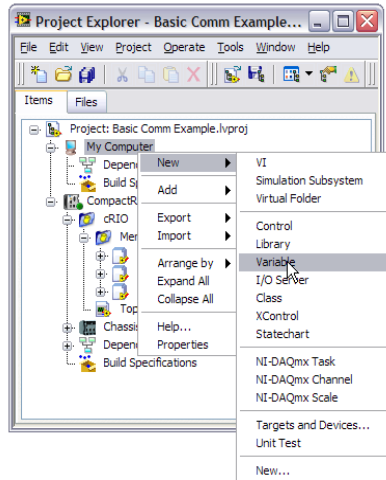 Project Explorer - Basic Comm Example...
File Edit View Project Operate Tools Window Help
Items Files
Project: Basic Comm Example.lvproj
My Computer
Depen
Build Sp
CompactR
cRIO
Mem
Top
Chassis
Depen
Build Specifications
New
Add
Export
Import
Arrange by
Expand All
Collapse All
Help...
Properties
VI
Simulation Subsystem
Virtual Folder
Control
Library
Variable
I/O Server
Class
XControl
Statechart
NI-DAQmx Task
NI-DAQmx Channel
NI-DAQmx Scale
Targets and Devices...
Unit Test
New...